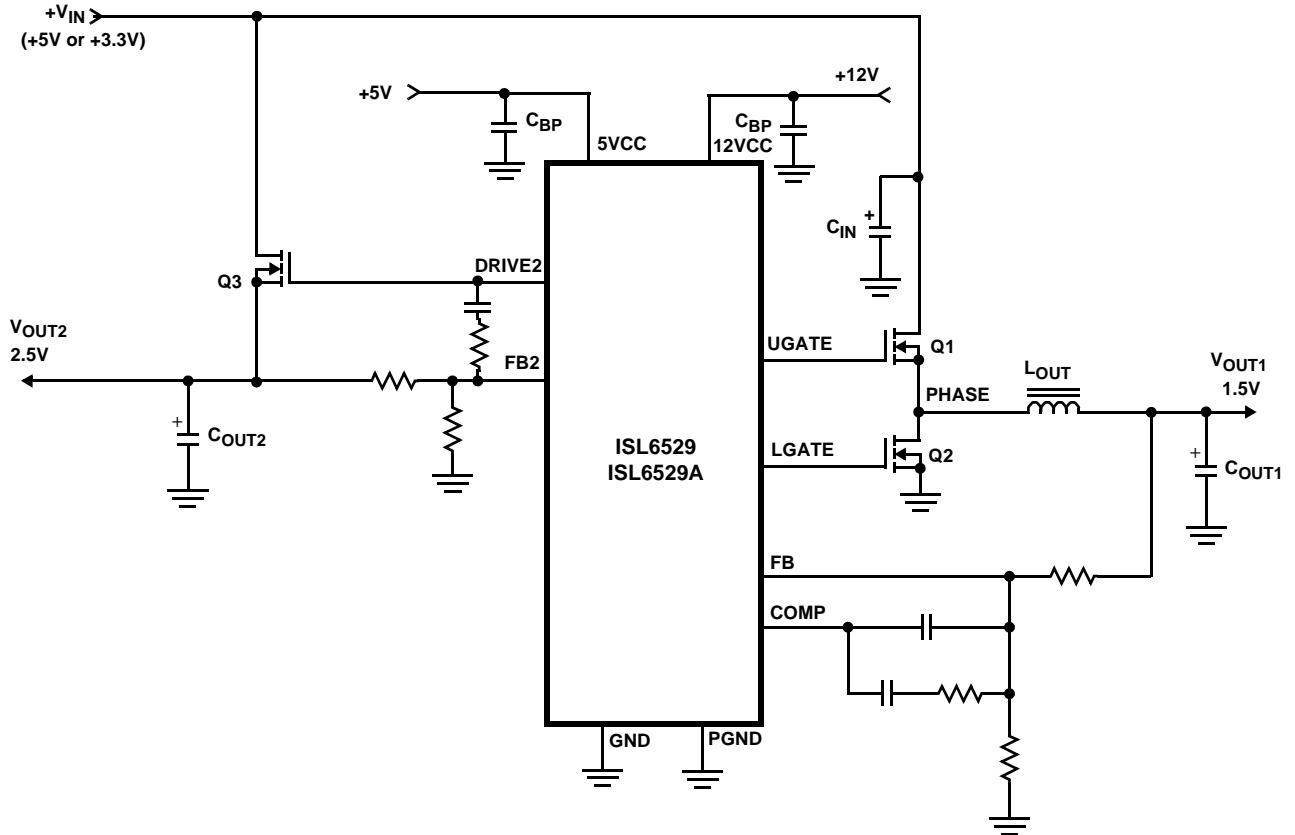 +VIN
(+5V or +3.3V)
+5V
+12V
CBP
CBP
5VCC
12VCC
CIN
+
Q3
DRIVE2
VOUT2
2.5V
FB2
UGATE
Q1
LOUT
VOUT1
1.5V
PHASE
+
COUT2
ISL6529
ISL6529A
LGATE
Q2
+
COUT1
FB
COMP
GND
PGND